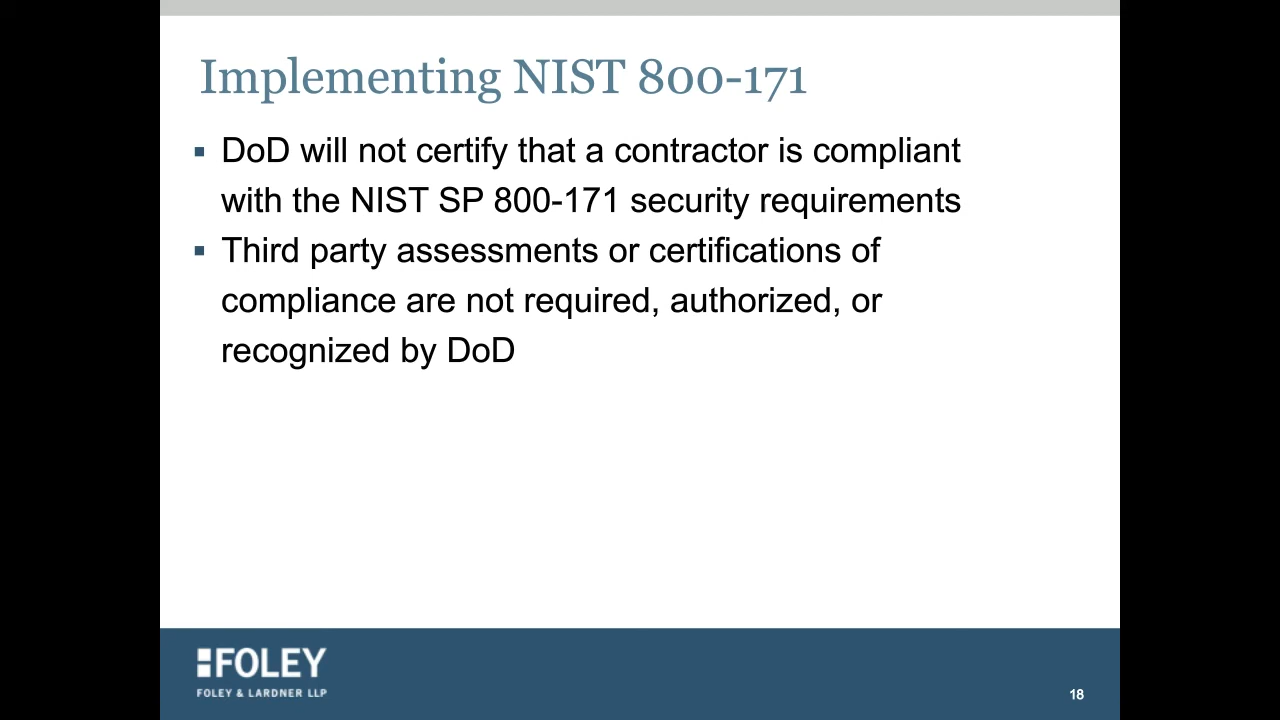 Implementing NIST 800-171
▪ DoD will not certify that a contractor is compliant
with the NIST SP 800-171 security requirements
▪ Third party assessments or certifications of
compliance are not required, authorized, or
recognized by DoD
FOLEY
FOLEY & LARDNER LLP
18